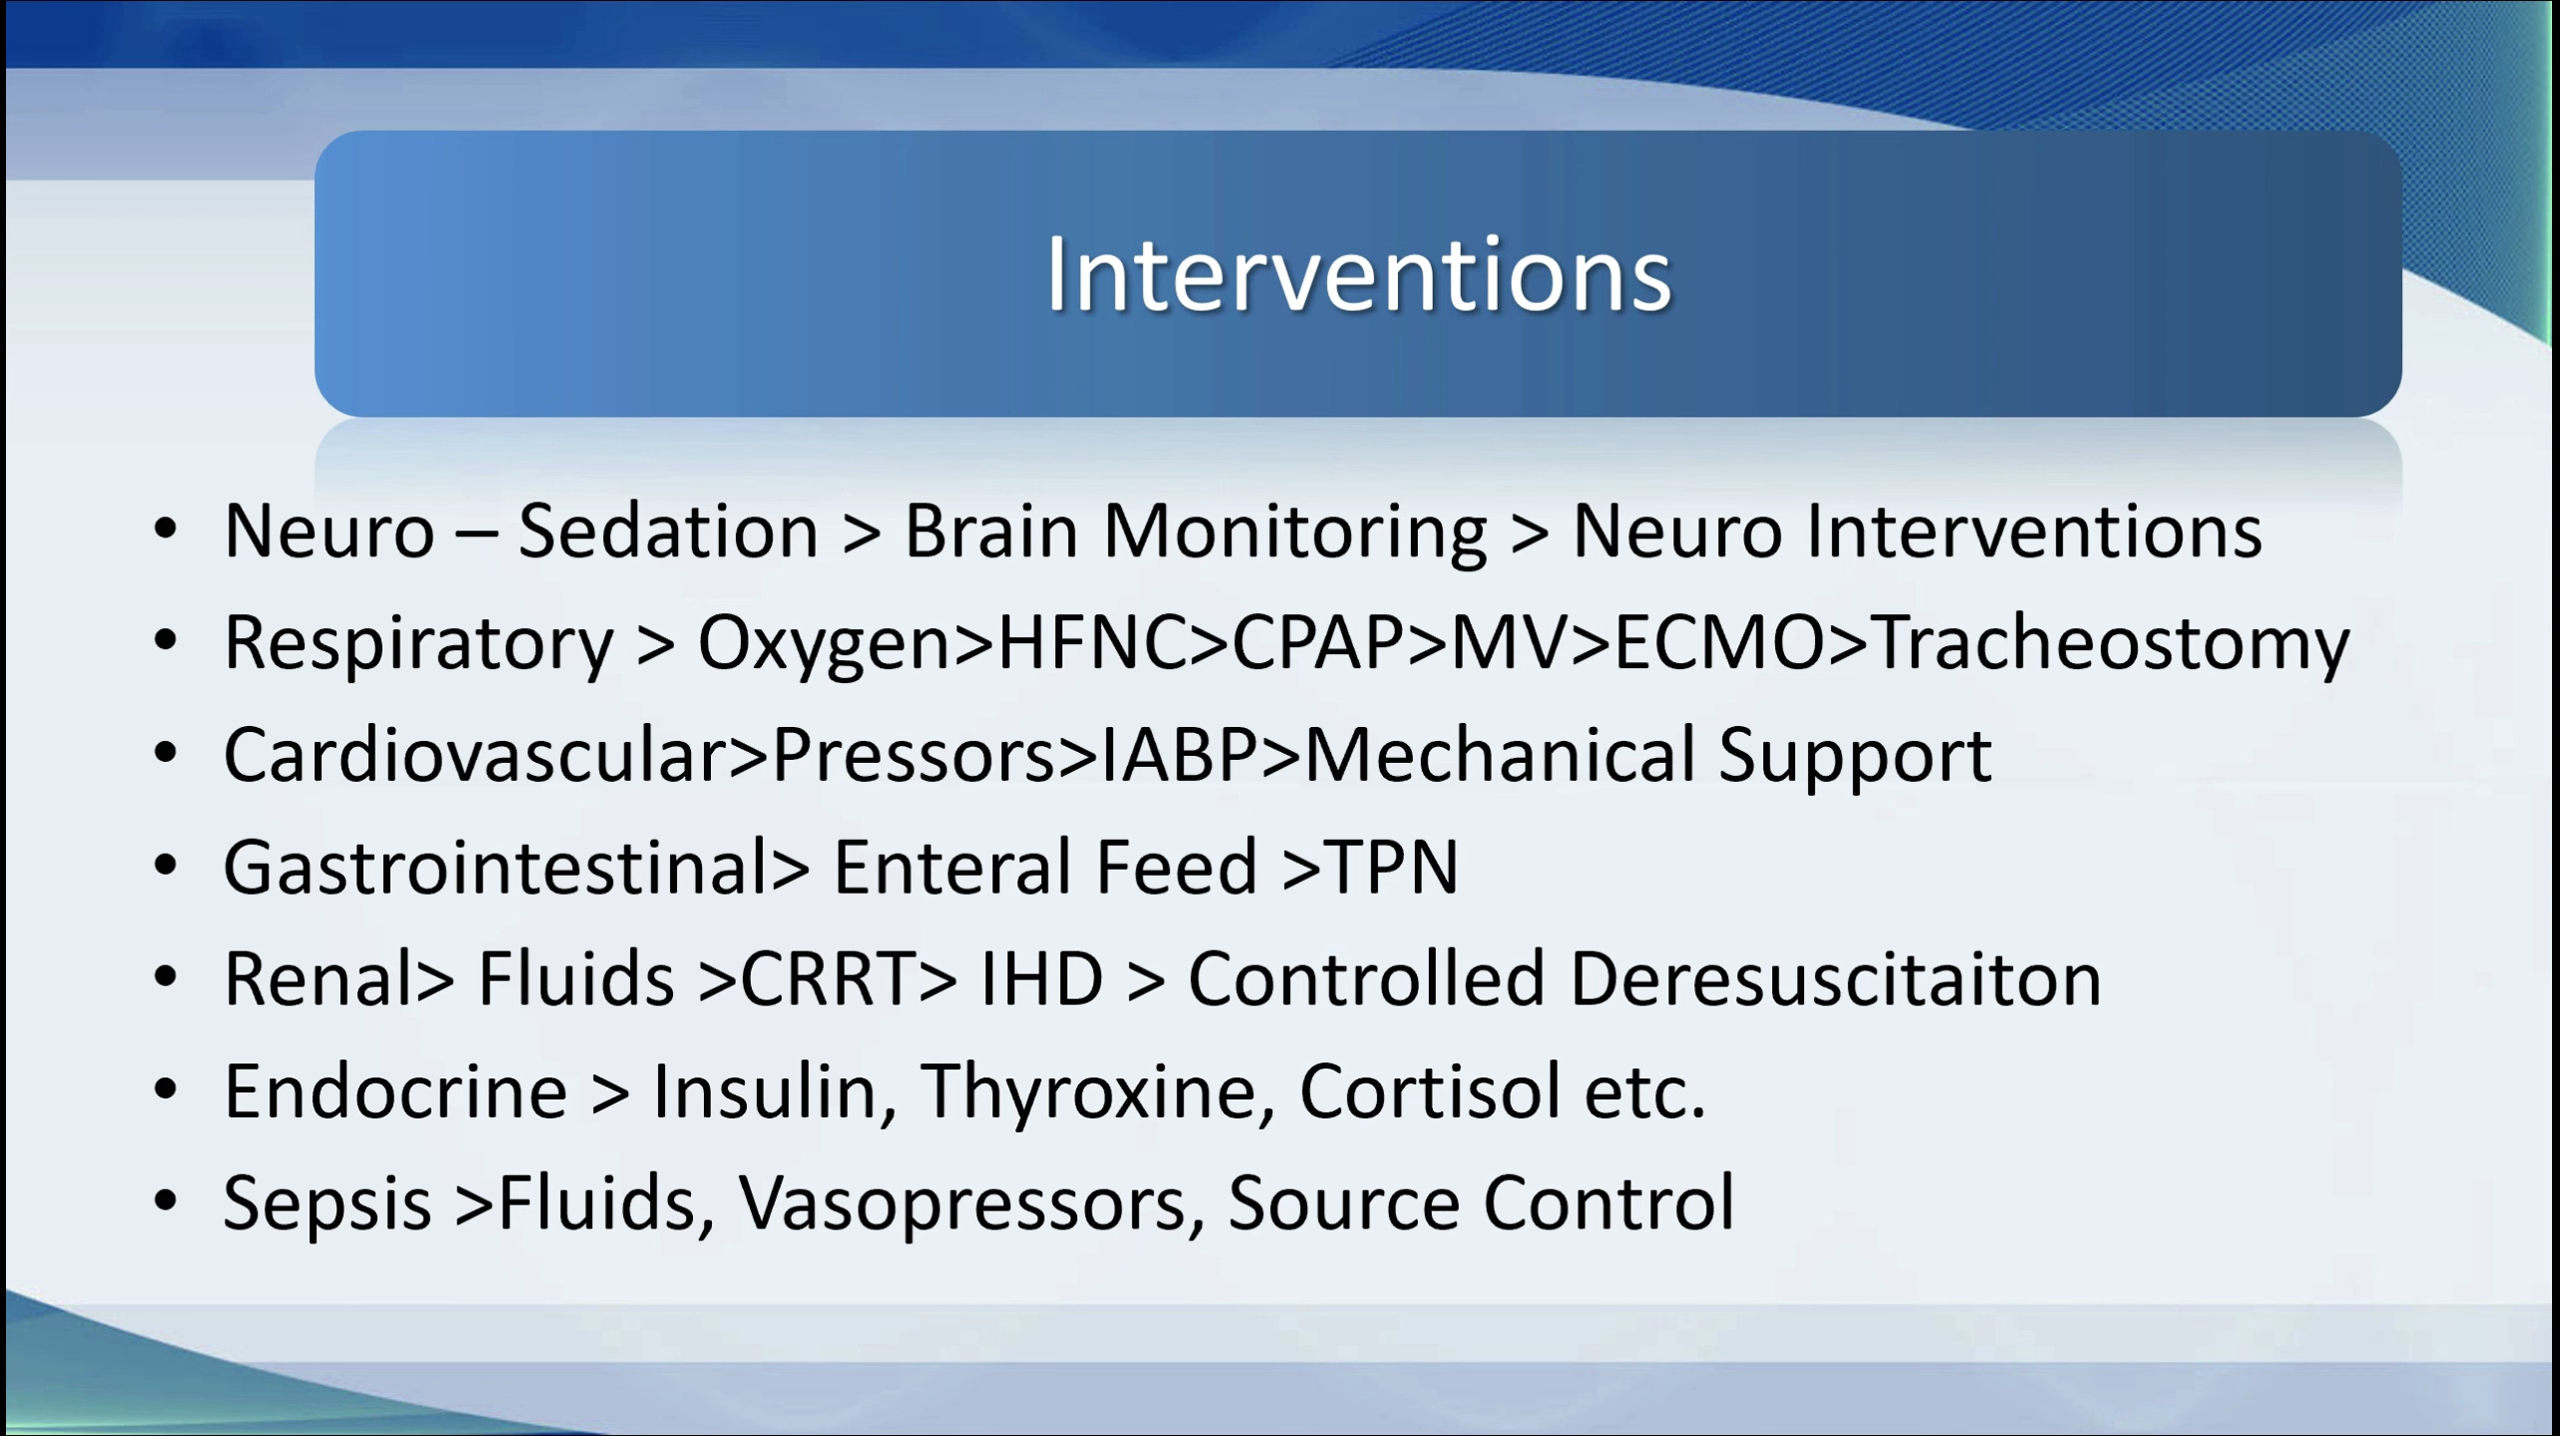 Interventions
• Neuro – Sedation > Brain Monitoring > Neuro Interventions
• Respiratory > Oxygen>HFNC>CPAP>MV>ECMO>Tracheostomy
• Cardiovascular>Pressors>IABP>Mechanical Support
• Gastrointestinal> Enteral Feed >TPN
• Renal> Fluids >CRRT> IHD > Controlled Deresuscitaiton
• Endocrine > Insulin, Thyroxine, Cortisol etc.
• Sepsis >Fluids, Vasopressors, Source Control